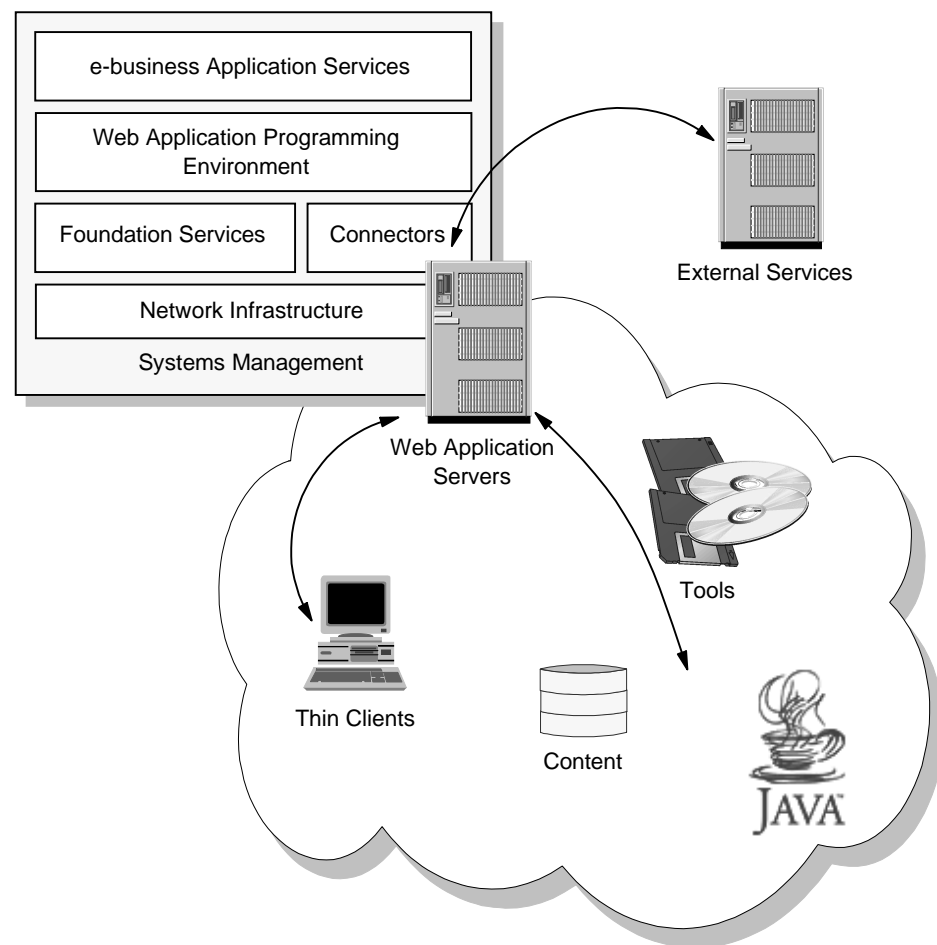 e-business Application Services
Web Application Programming
Environment
Foundation Services
Connectors
Network Infrastructure
Systems Management
External Services
Web Application
Servers
Tools
Thin Clients
Content
JAVA™